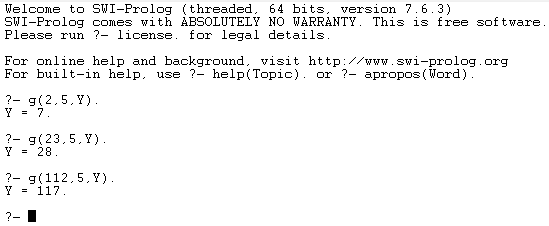 Welcome to SWI-Prolog (threaded, 64 bits, version 7.6.3)
SWI-Prolog comes with ABSOLUTELY NO WARRANTY. This is free software.
Please run ?- license. for legal details.
For online help and background, visit http://www.swi-prolog.org
For built-in help, use ?- help(Topic). or ?- apropos(Word).
?- g(2,5,Y).
Y = 7.
?- g(23,5,Y).
Y = 28.
?- g(112,5,Y).
Y = 117.
?-